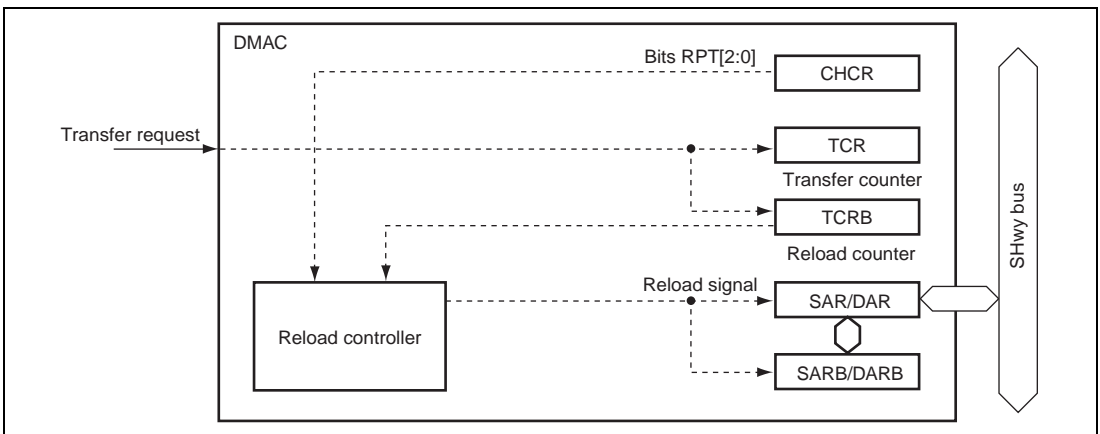 DMAC
Bits RPT[2:0]
CHCR
Transfer request
TCR
Transfer counter
TCRB
Reload counter
Reload signal
SAR/DAR
Reload controller
SARB/DARB
SHwy bus